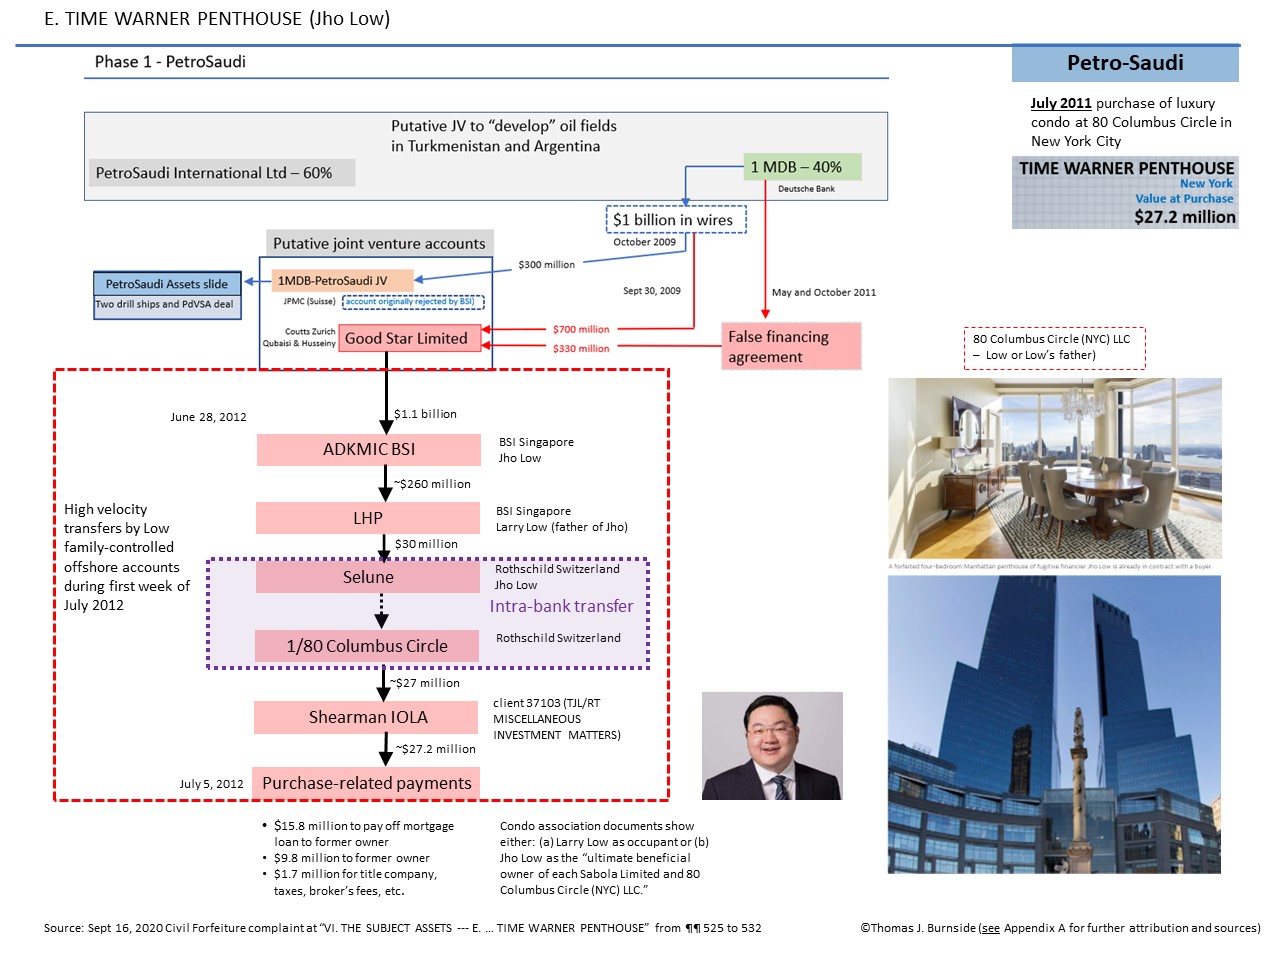 E. TIME WARNER PENTHOUSE (Jho Low)
Phase 1 - PetroSaudi
Petro-Saudi
July 2011 purchase of luxury
condo at 80 Columbus Circle in
New York City
TIME WARNER PENTHOUSE
New York
Value at Purchase
$27.2 million
Putative JV to “develop” oil fields
in Turkmenistan and Argentina
PetroSaudi International Ltd – 60%
1 MDB – 40%
Deutsche Bank
$1 billion in wires
October 2009
Putative joint venture accounts
$300 million
PetroSaudi Assets slide
Two drill ships and PdVSA deal
1MDB-PetroSaudi JV
JPMC (Suisse)
account originally rejected by BSI)
Sept 30, 2009
May and October 2011
Coutts Zurich
Qubaisi & Husseiny
Good Star Limited
$700 million
$330 million
False financing
agreement
80 Columbus Circle (NYC) LLC
– Low or Low’s father)
June 28, 2012
$1.1 billion
ADKMIC BSI
BSI Singapore
Jho Low
~$260 million
LHP
BSI Singapore
Larry Low (father of Jho)
High velocity
transfers by Low
family-controlled
offshore accounts
during first week of
July 2012
$30 million
Selune
Rothschild Switzerland
Jho Low
Intra-bank transfer
1/80 Columbus Circle
Rothschild Switzerland
~$27 million
Shearman IOLA
client 37103 (TJL/RT
MISCELLANEOUS
INVESTMENT MATTERS)
~$27.2 million
July 5, 2012
Purchase-related payments
• $15.8 million to pay off mortgage
loan to former owner
• $9.8 million to former owner
• $1.7 million for title company,
taxes, broker’s fees, etc.
Condo association documents show
either: (a) Larry Low as occupant or (b)
Jho Low as the “ultimate beneficial
owner of each Sabola Limited and 80
Columbus Circle (NYC) LLC.”
A forfeited four-bedroom Manhattan penthouse of fugitive financier Jho Low is already in contract with a buyer.
Source: Sept 16, 2020 Civil Forfeiture complaint at “VI. THE SUBJECT ASSETS --- E. … TIME WARNER PENTHOUSE” from ¶¶ 525 to 532
©Thomas J. Burnside (see Appendix A for further attribution and sources)